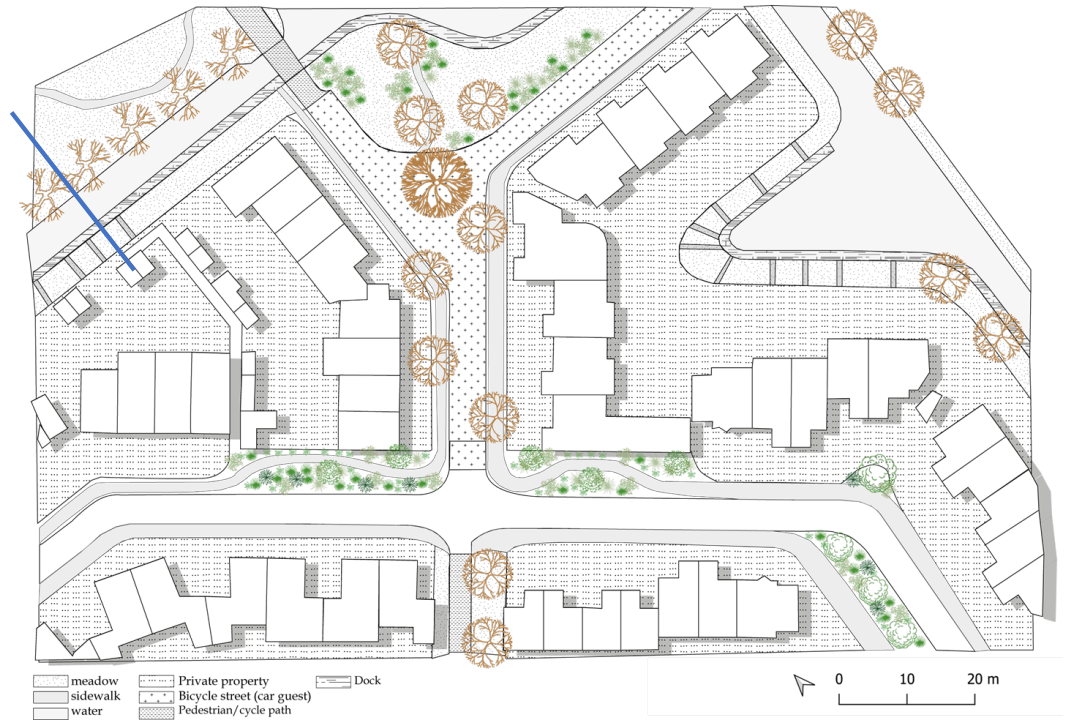 meadow
sidewalk
water
Private property
Bicycle street (car guest)
Pedestrian/cycle path
Dock
0 10 20 m